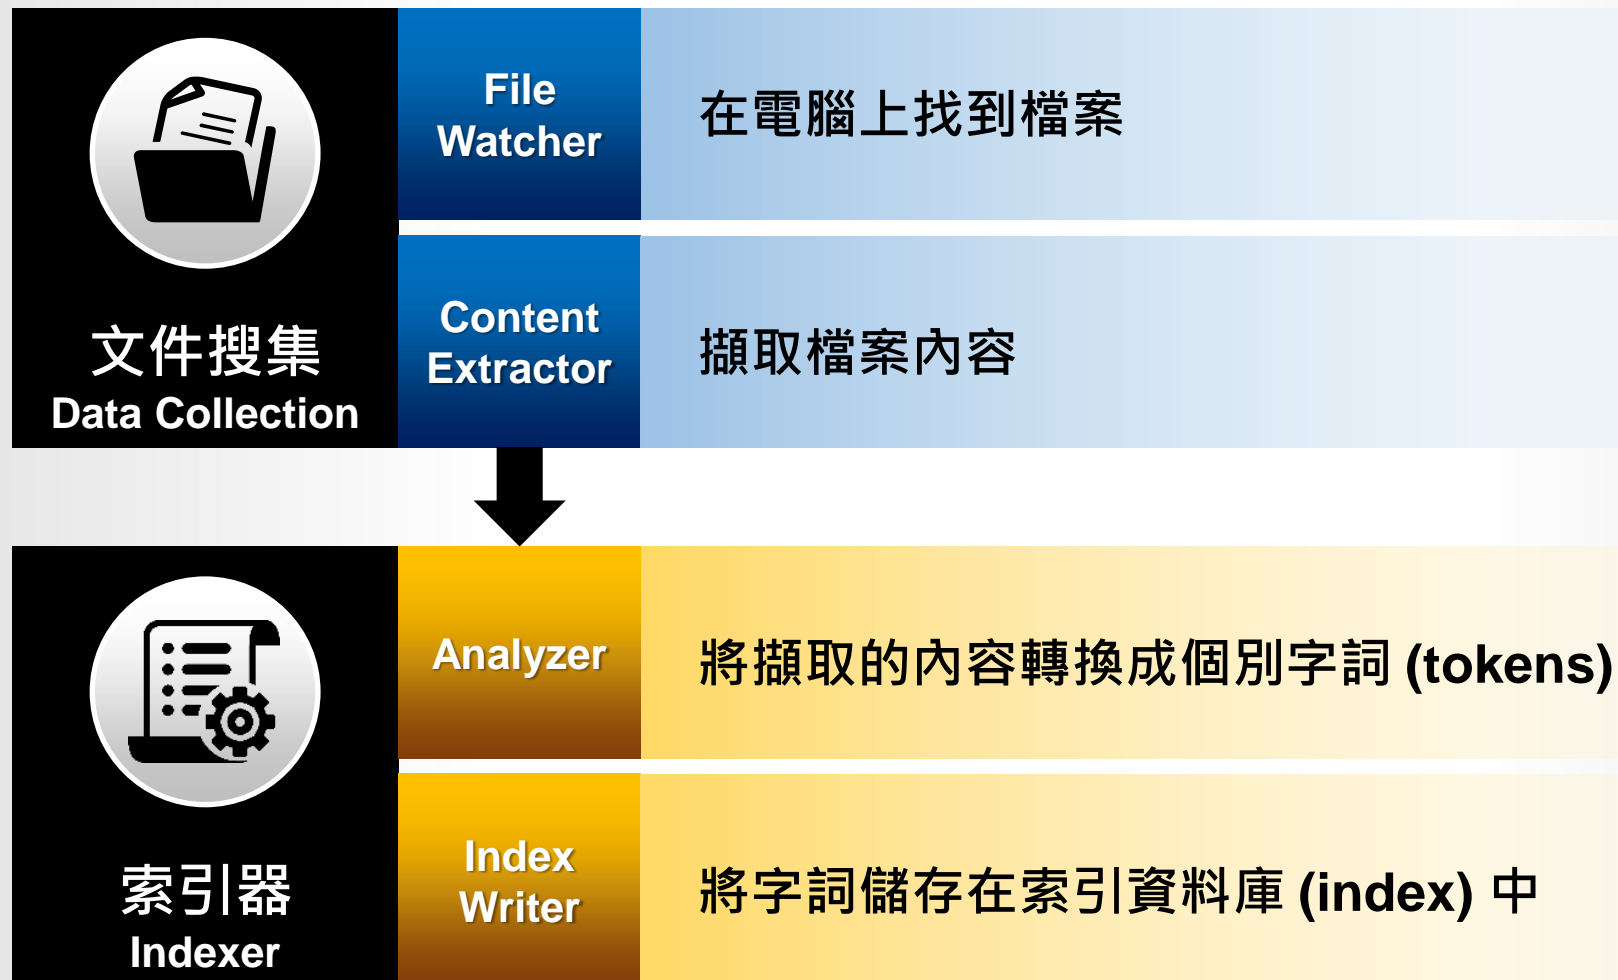 文件搜集
Data Collection
File
Watcher
在電腦上找到檔案
Content
Extractor
擷取檔案內容
索引器
Indexer
Analyzer
將擷取的內容轉換成個別字詞 (tokens)
Index
Writer
將字詞儲存在索引資料庫 (index) 中